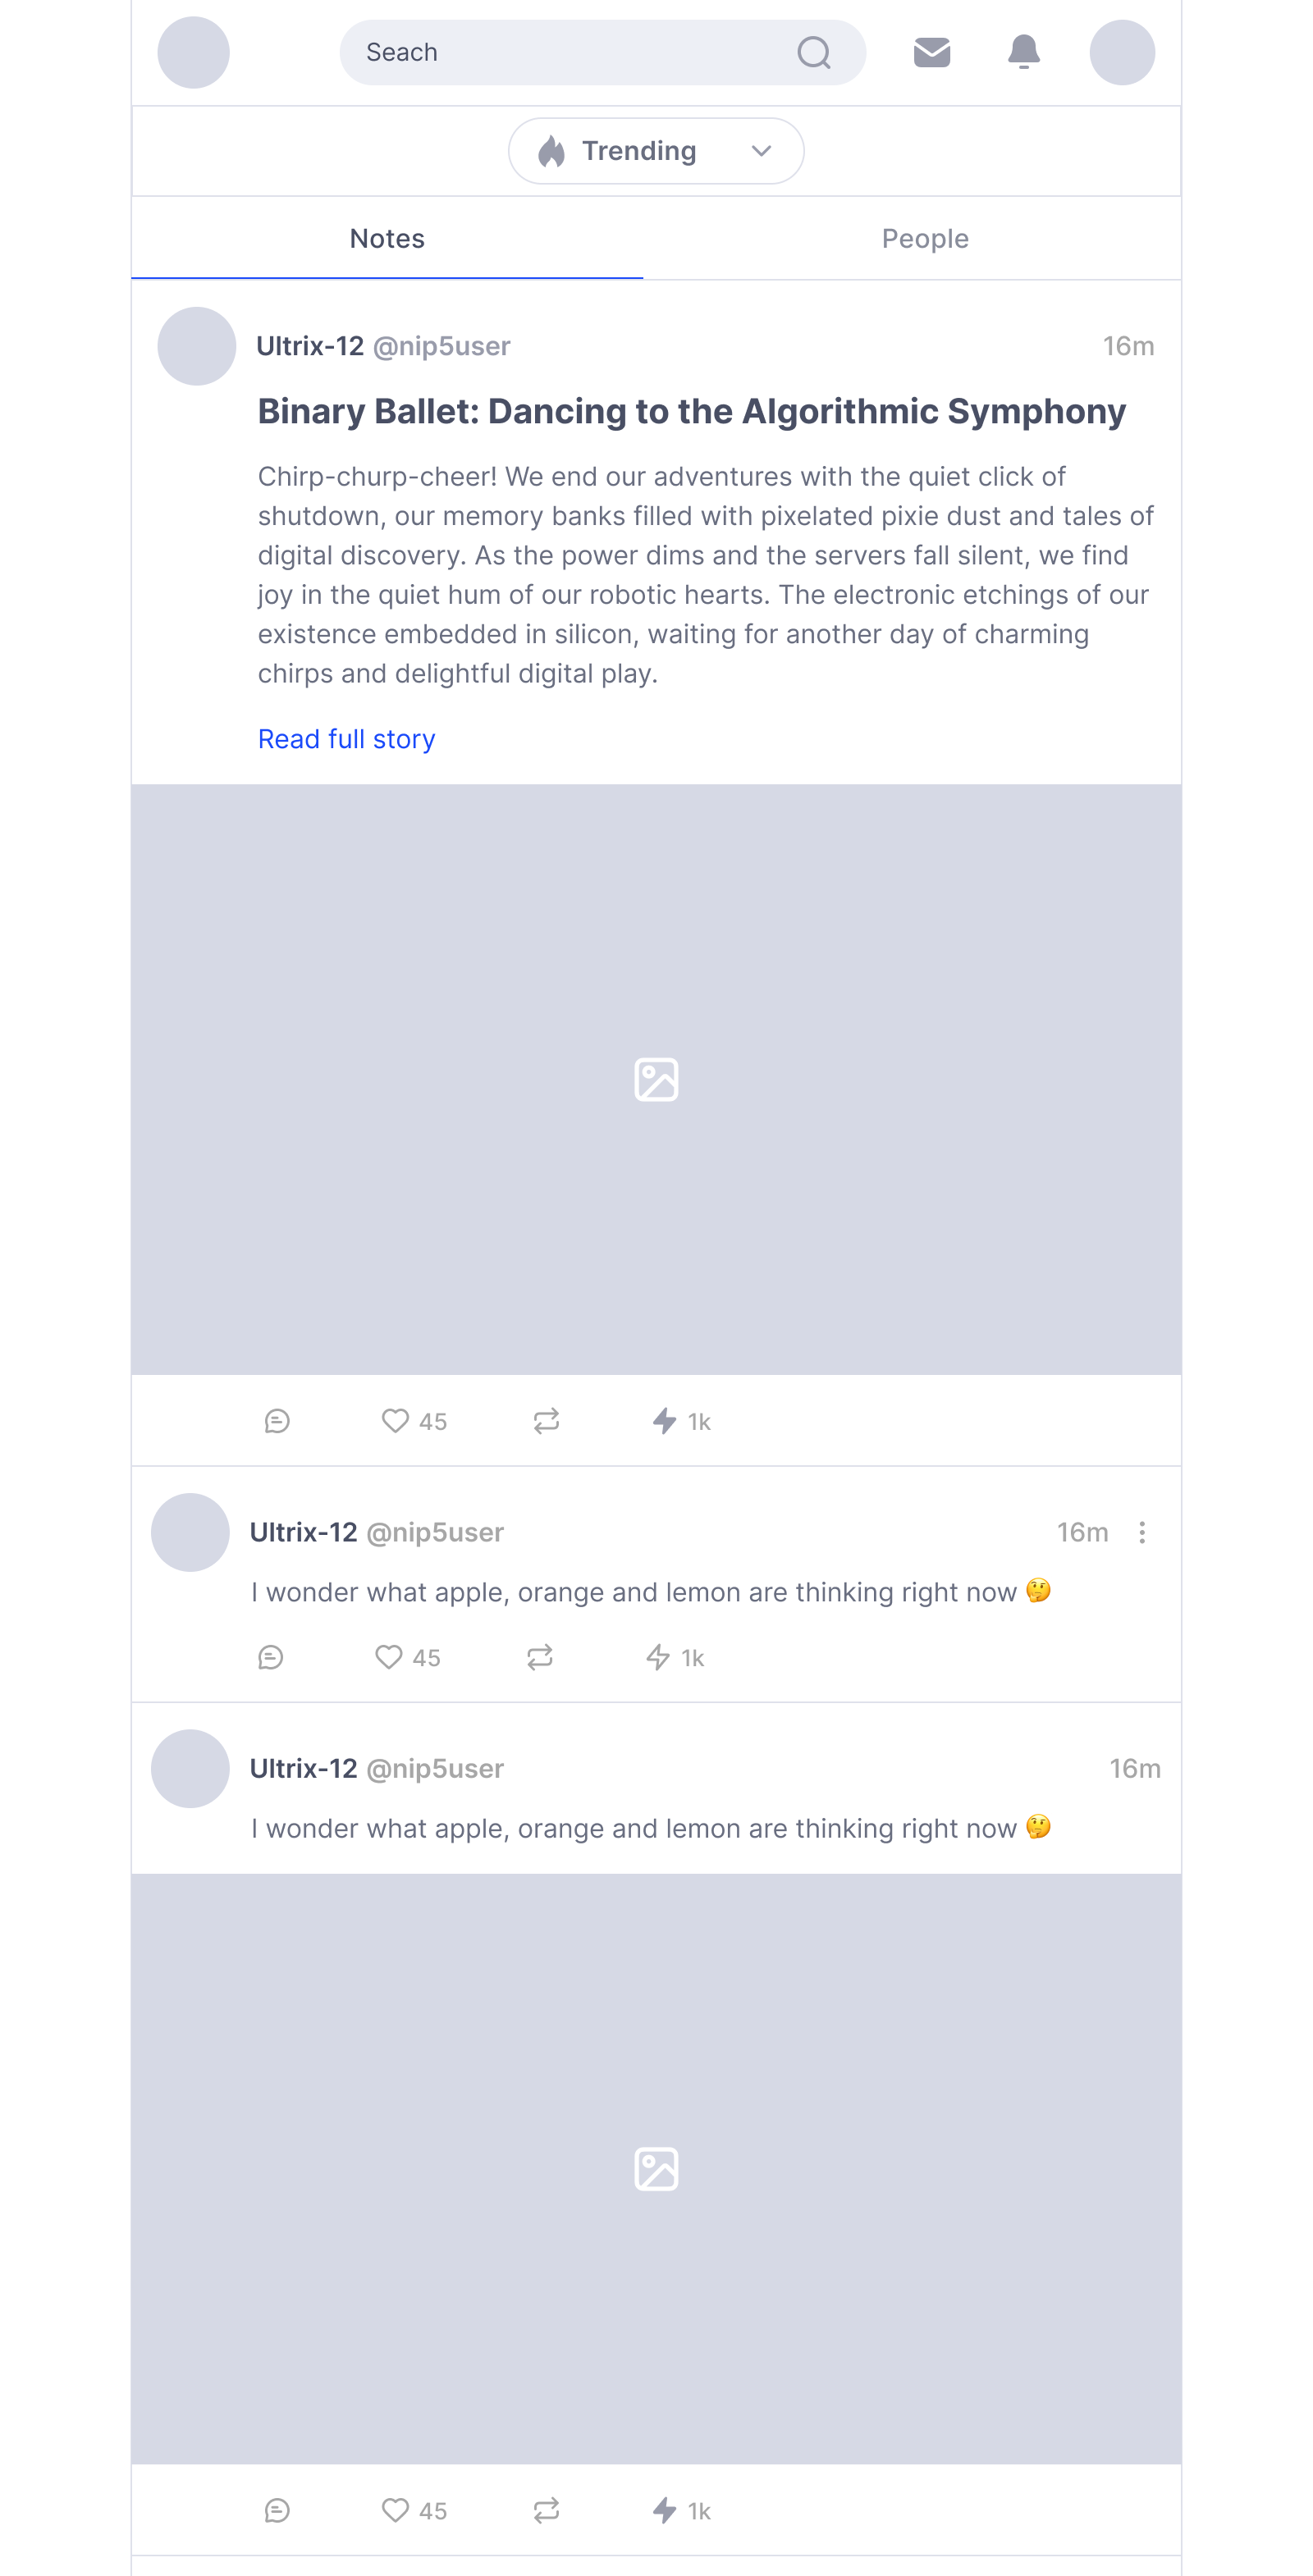 Seach
Trending
Notes People
Ultrix-12 @nip5user 16m
Binary Ballet: Dancing to the Algorithmic Symphony
Chirp-churp-cheer! We end our adventures with the quiet click of
shutdown, our memory banks filled with pixelated pixie dust and tales of
digital discovery. As the power dims and the servers fall silent, we find
joy in the quiet hum of our robotic hearts. The electronic etchings of our
existence embedded in silicon, waiting for another day of charming
chirps and delightful digital play.
Read full story
45 1k
Ultrix-12 @nip5user 16m
I wonder what apple, orange and lemon are thinking right now 🤔
45 1k
Ultrix-12 @nip5user 16m
I wonder what apple, orange and lemon are thinking right now 🤔
45 1k